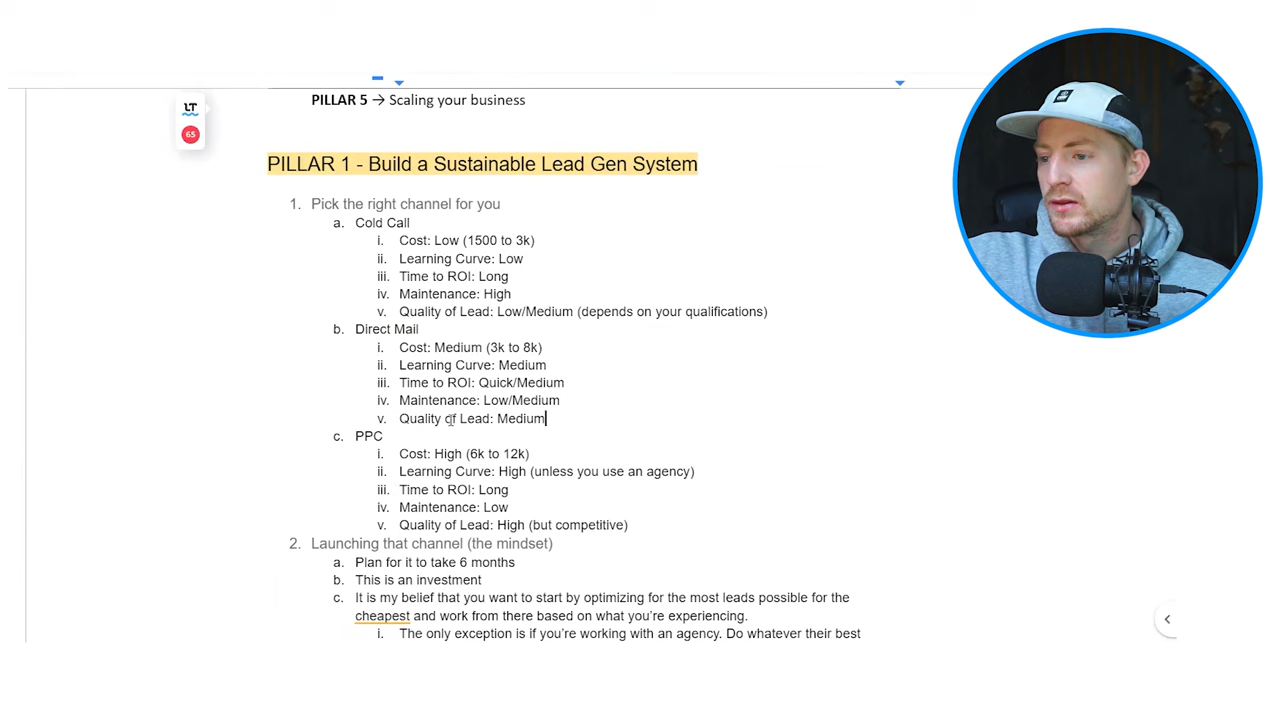 PILLAR 5 → Scaling your business
LT
65
PILLAR 1 - Build a Sustainable Lead Gen System
1. Pick the right channel for you
a. Cold Call
i. Cost: Low (1500 to 3k)
ii. Learning Curve: Low
iii. Time to ROI: Long
iv. Maintenance: High
v. Quality of Lead: Low/Medium (depends on your qualifications)
b. Direct Mail
i. Cost: Medium (3k to 8k)
ii. Learning Curve: Medium
iii. Time to ROI: Quick/Medium
iv. Maintenance: Low/Medium
v. Quality of Lead: Medium
c. PPC
i. Cost: High (6k to 12k)
ii. Learning Curve: High (unless you use an agency)
iii. Time to ROI: Long
iv. Maintenance: Low
v. Quality of Lead: High (but competitive)
2. Launching that channel (the mindset)
a. Plan for it to take 6 months
b. This is an investment
c. It is my belief that you want to start by optimizing for the most leads possible for the
cheapest and work from there based on what you’re experiencing.
i. The only exception is if you’re working with an agency. Do whatever their best